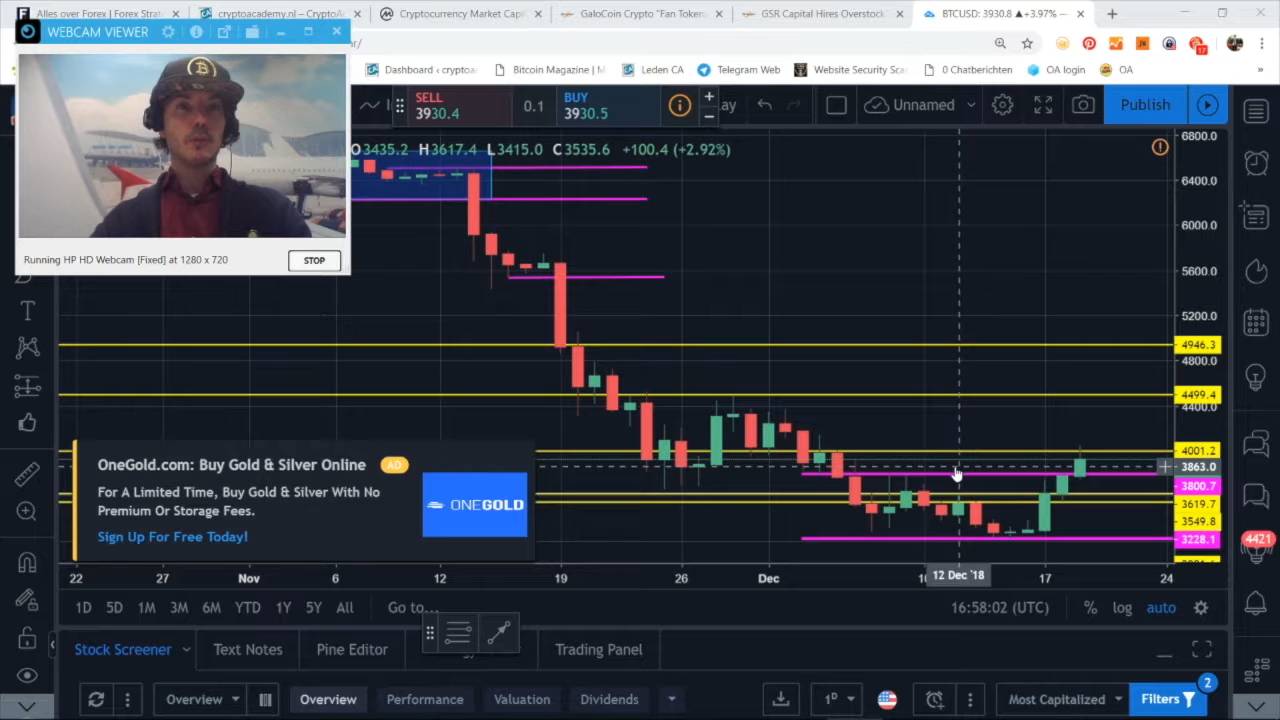 Alles over Forex | Forex Strate
cryptoacademy.nl – CryptoAc
Cryptocurrency Market Capi
GaloCoin Crypto "Fan Token
GSR Capital Hires Overstock
BTCUSD: 3930.8 ▲+3.97% –
WEBCAM VIEWER
Running HP HD Webcam [Fixed] at 1280 x 720
STOP
17
Dashboard ‹ cryptoa
Bitcoin Magazine | M
Leden CA
Telegram Web
Website Security Sca
0 Chatberichten
OA login
OA
»
SELL
3930.4
0.1
BUY
3930.5
lay
Unnamed
Publish
O3435.2 H3617.4 L3415.0 C3535.6 +100.4 (+2.92%)
6800.0
6400.0
6000.0
5600.0
5200.0
4946.3
4800.0
4499.4
4400.0
4001.2
3863.0
3800.7
3619.7
3549.8
3228.1
OneGold.com: Buy Gold & Silver Online
AD
For A Limited Time, Buy Gold & Silver With No
Premium Or Storage Fees.
Sign Up For Free Today!
ONEGOLD
4421
22
27
Nov
6
12
19
26
Dec
12 Dec '18
17
24
1D 5D 1M 3M 6M YTD 1Y 5Y All
Go to...
16:58:02 (UTC)
%
log
auto
Stock Screener
Text Notes
Pine Editor
Trading Panel
Overview
Overview
Performance
Valuation
Dividends
1D
Most Capitalized
Filters
2